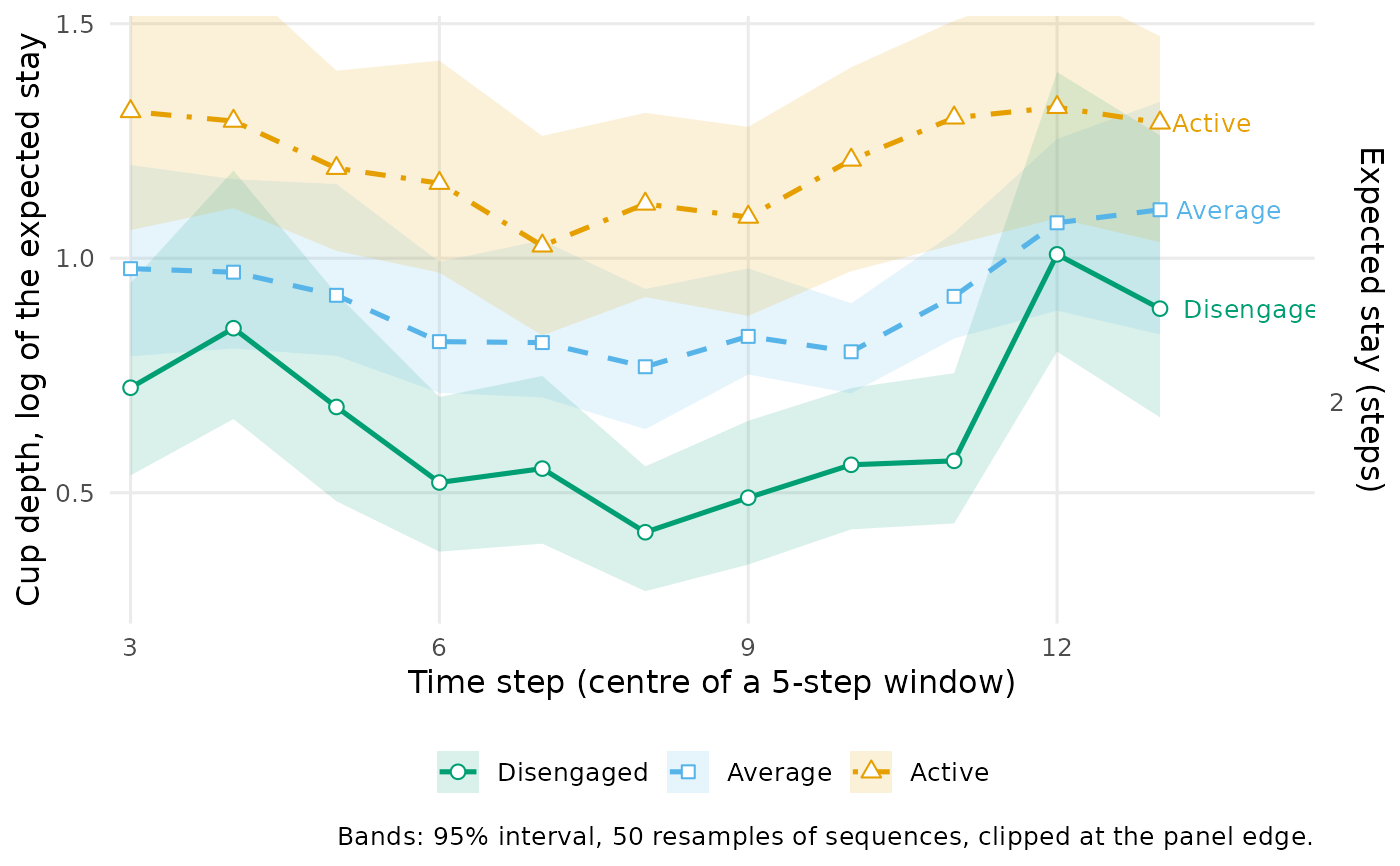 1.5
1.0
0.5
Cup depth, log of the expected stay
Active
Average
Disengage
2
Expected stay (steps)
3 6 9 12
Time step (centre of a 5-step window)
Disengaged Average Active
Bands: 95% interval, 50 resamples of sequences, clipped at the panel edge.